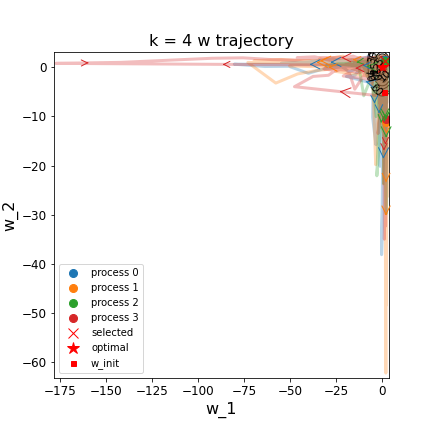 k = 4 w trajectory
w_2
0
−10
−20
−30
−40
−50
−60
process 0
process 1
process 2
process 3
selected
optimal
w_init
−175 −150 −125 −100 −75 −50 −25 0
w_1